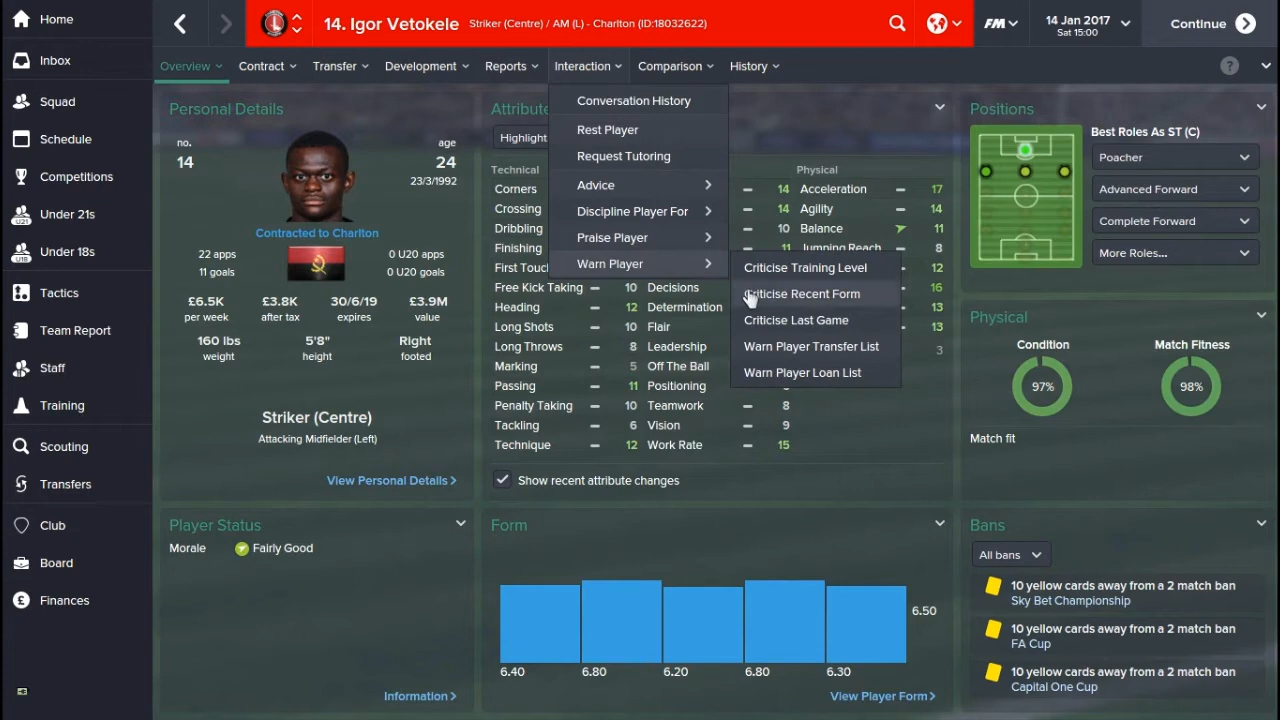 Home
Inbox
Squad
Schedule
Competitions
Under 21s
U21
Under 18s
U18
Tactics
Team Report
Staff
Training
Scouting
Transfers
Club
Board
Finances
14. Igor Vetokele
Striker (Centre) / AM (L) - Charlton (ID:18032622)
FM
14 Jan 2017
Sat 15:00
Continue
Overview
Contract
Transfer
Development
Reports
Interaction
Comparison
History
?
Conversation History
Rest Player
Request Tutoring
Advice
Discipline Player For
Praise Player
Warn Player
Criticise Training Level
Criticise Recent Form
Criticise Last Game
Warn Player Transfer List
Warn Player Loan List
Personal Details
no.
14
age
24
23/3/1992
Contracted to Charlton
22 apps
11 goals
0 U20 apps
0 U20 goals
£6.5K
per week
£3.8K
after tax
30/6/19
expires
£3.9M
value
160 lbs
weight
5'8"
height
Right
footed
Striker (Centre)
Attacking Midfielder (Left)
View Personal Details
Attribute
Highlight
Technical
Physical
Corners
14 Acceleration 17
Crossing
14 Agility 14
Dribbling
10 Balance 11
Finishing
11 Jumping Reach 8
First Touc
12
Free Kick Taking 10 Decisions
16
Heading 12 Determination
13
Long Shots 10 Flair
13
Long Throws 8 Leadership
3
Marking 5 Off The Ball
Passing 11 Positioning
Penalty Taking 10 Teamwork 8
Tackling 6 Vision 9
Technique 12 Work Rate 15
Show recent attribute changes
Positions
Best Roles As ST (C)
Poacher
Advanced Forward
Complete Forward
More Roles...
Physical
Condition
97%
Match Fitness
98%
Match fit
Player Status
Morale Fairly Good
Information
Form
6.50
6.40 6.80 6.20 6.80 6.30
View Player Form
Bans
All bans
10 yellow cards away from a 2 match ban
Sky Bet Championship
10 yellow cards away from a 2 match ban
FA Cup
10 yellow cards away from a 2 match ban
Capital One Cup